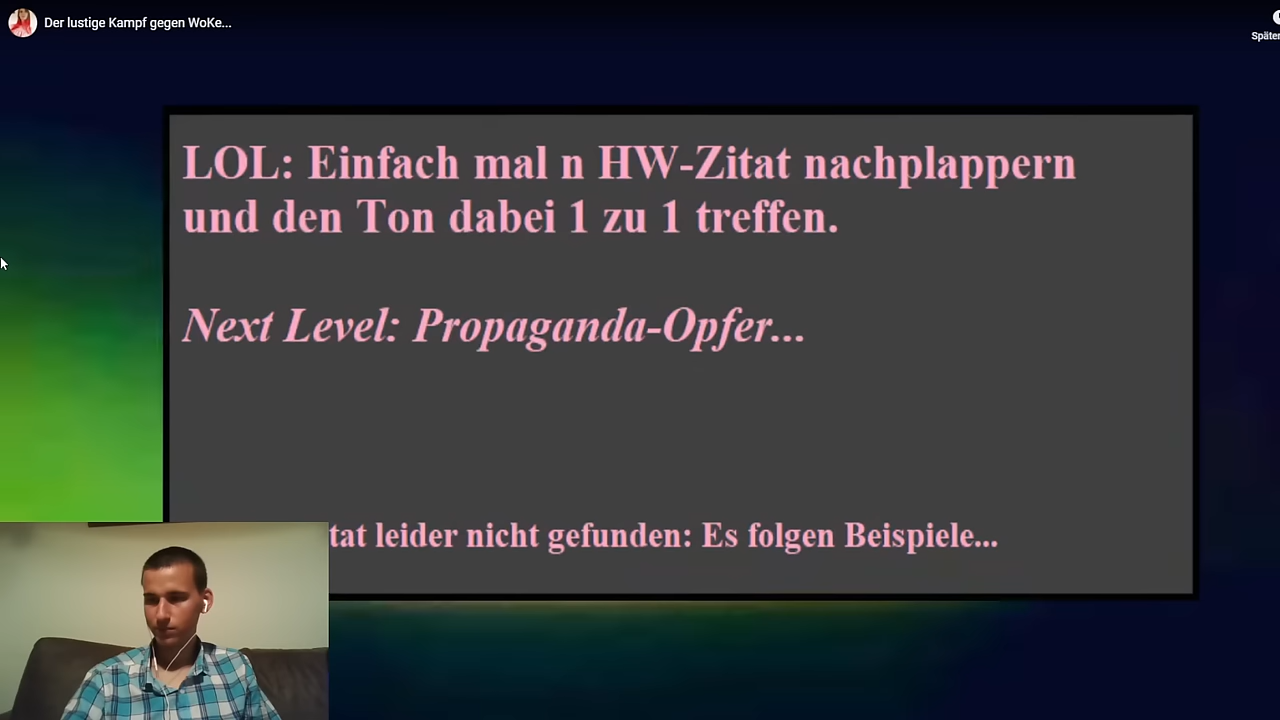 Der lustige Kampf gegen WoKe...
Später
LOL: Einfach mal n HW-Zitat nachplappern
und den Ton dabei 1 zu 1 treffen.
Next Level: Propaganda-Opfer...
tat leider nicht gefunden: Es folgen Beispiele...